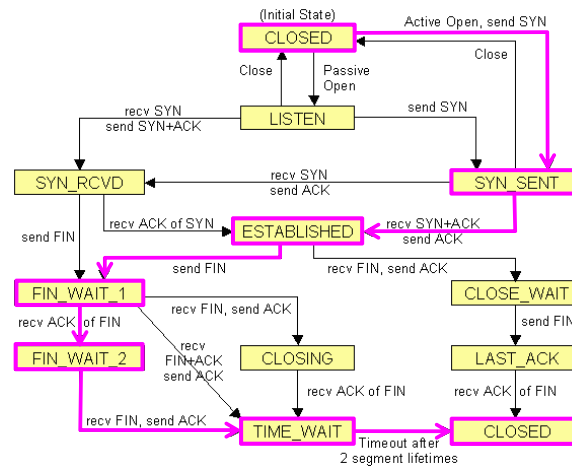 (Initial State)
CLOSED
Active Open, send SYN
Close
Close
Passive
Open
recv SYN
send SYN+ACK
LISTEN
send SYN
SYN_RCVD
recv SYN
send ACK
SYN_SENT
recv ACK of SYN
ESTABLISHED
recv SYN+ACK
send ACK
send FIN
send FIN
recv FIN, send ACK
FIN_WAIT_1
CLOSE_WAIT
recv ACK of FIN
recv FIN, send ACK
send FIN
FIN_WAIT_2
recv
FIN+ACK
send ACK
CLOSING
LAST_ACK
recv ACK of FIN
recv ACK of FIN
recv FIN, send ACK
TIME_WAIT
Timeout after
2 segment lifetimes
CLOSED